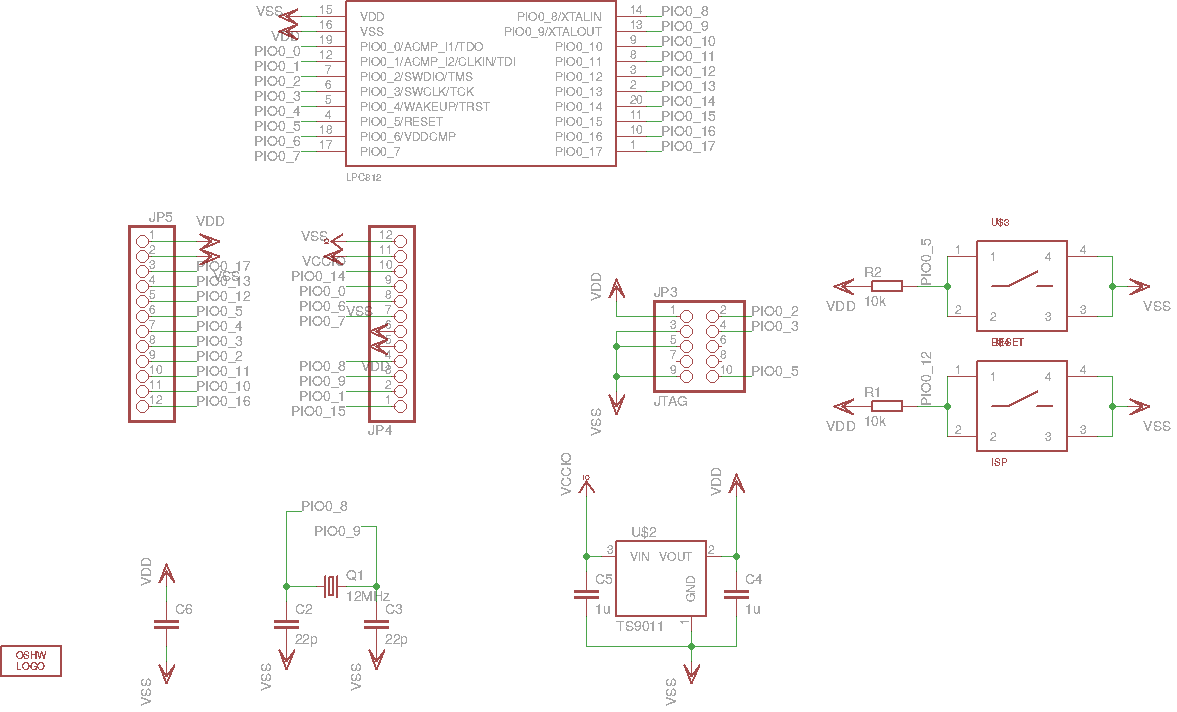 VSS 15 VDD PIO0_8/XTALIN 14 PIO0_8
VDD 16 VSS PIO0_9/XTALOUT 13 PIO0_9
PIO0_0 19 PIO0_0/ACMP_I1/TDO PIO0_10 9 PIO0_10
PIO0_1 12 PIO0_1/ACMP_I2/CLKIN/TDI PIO0_11 8 PIO0_11
PIO0_2 7 PIO0_2/SWDIO/TMS PIO0_12 3 PIO0_12
PIO0_3 6 PIO0_3/SWCLK/TCK PIO0_13 2 PIO0_13
PIO0_4 5 PIO0_4/WAKEUP/TRST PIO0_14 20 PIO0_14
PIO0_5 4 PIO0_5/RESET PIO0_15 11 PIO0_15
PIO0_6 18 PIO0_6/VDDCMP PIO0_16 10 PIO0_16
PIO0_7 17 PIO0_7 PIO0_17 1 PIO0_17
LPC812
JP5
1 VDD
2 VSS
3 PIO0_17
4 PIO0_13
5 PIO0_12
6 PIO0_5
7 PIO0_4
8 PIO0_3
9 PIO0_2
10 PIO0_11
11 PIO0_10
12 PIO0_16
VSS 12
VCCIO 11
PIO0_14 10
PIO0_0 9
PIO0_6 8
PIO0_7 7
VSS
VDD 4
PIO0_8 3
PIO0_9 2
PIO0_1 1
PIO0_15
JP4
VDD
JP3
1 2 PIO0_2
3 4 PIO0_3
5 6
7 8
9 10 PIO0_5
JTAG
VSS
U$3
PIO0_5
R2
10k
VDD
1 1 4 4
2 2 3 3
VSS
RESET
PIO0_12
R1
10k
VDD
1 1 4 4
2 2 3 3
VSS
ISP
VDD
C6
VSS
PIO0_8
PIO0_9
Q1
12MHz
C2
22p
VSS
C3
22p
VSS
VCCIO
IO
VDD
U$2
3 VIN VOUT 2
GND
1
C5
1u
C4
1u
TS9011
VSS
OSHW
LOGO